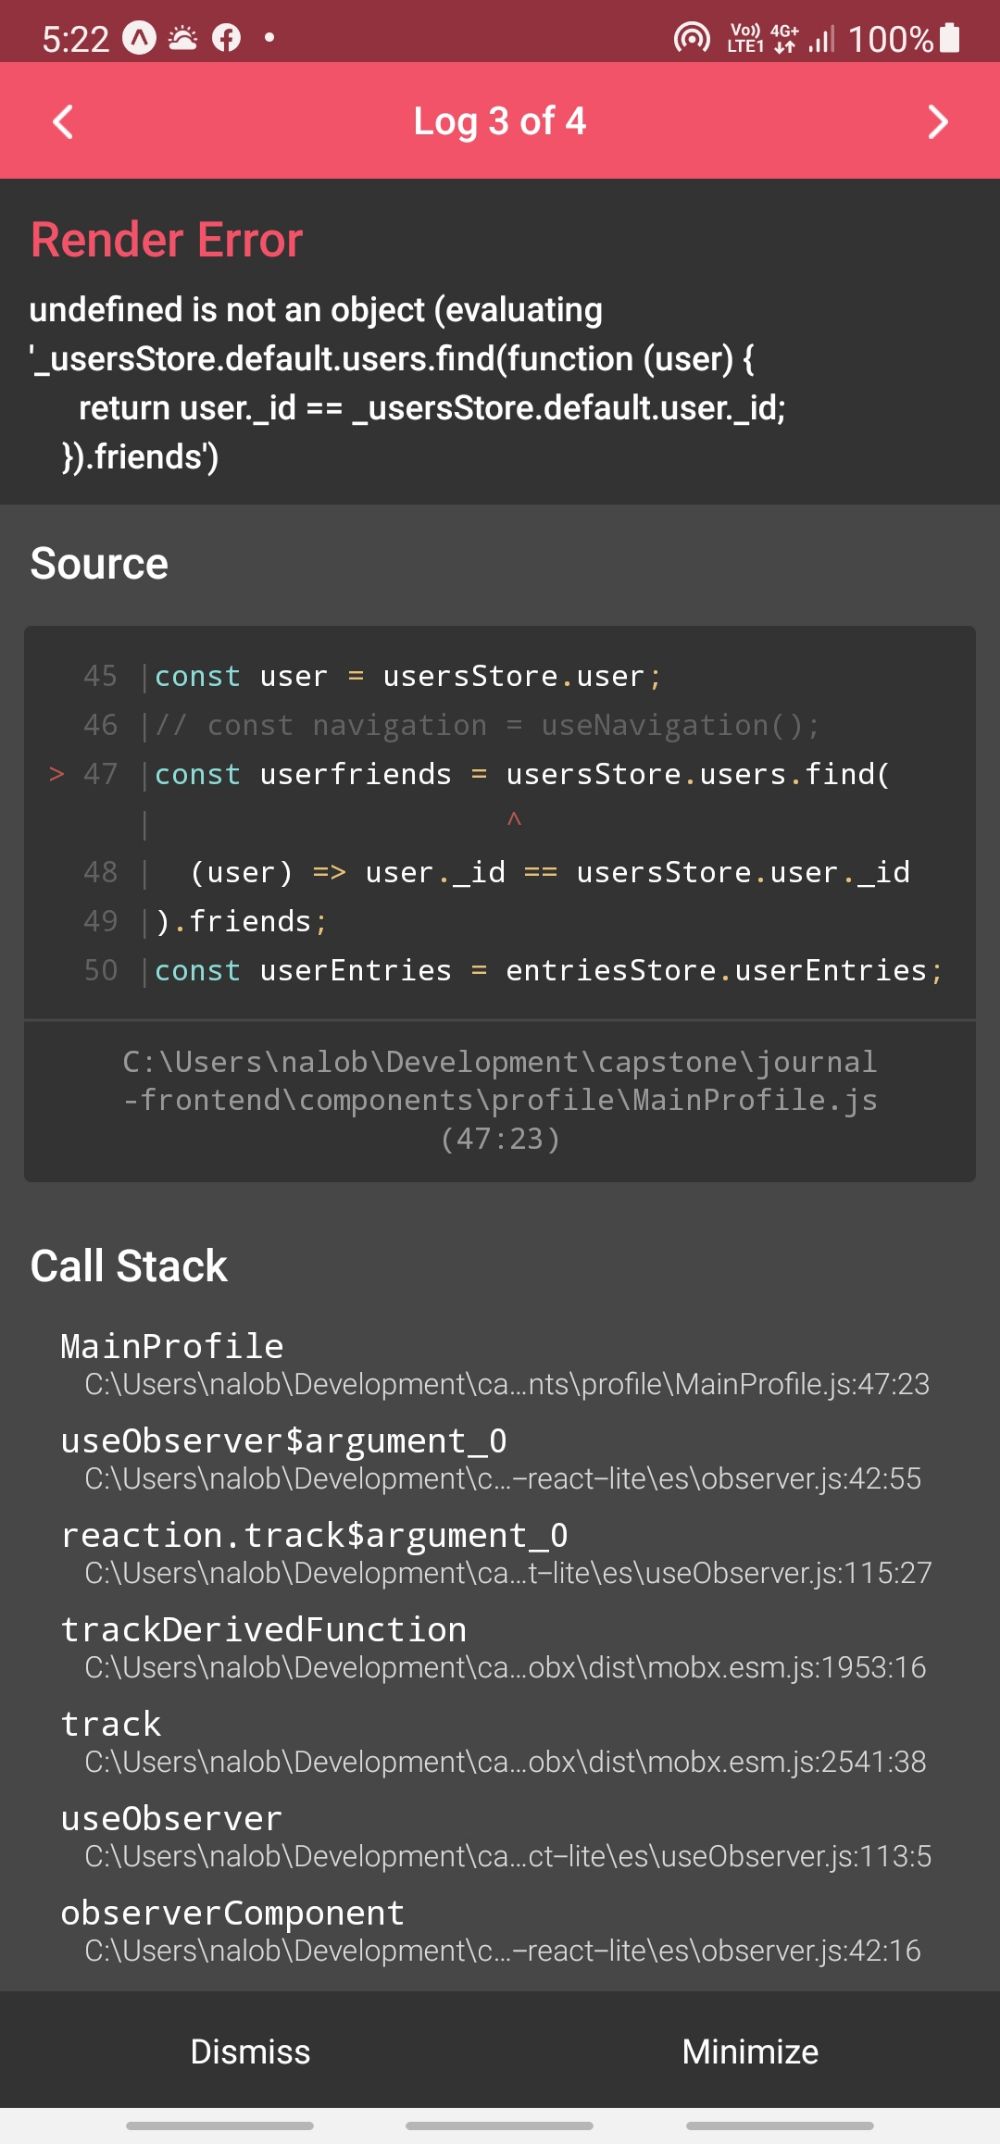 5:22
Vo)) LTE1 4G+ 100%
Log 3 of 4
Render Error
undefined is not an object (evaluating
'_usersStore.default.users.find(function (user) {
return user._id == _usersStore.default.user._id;
}).friends')
Source
45 |const user = usersStore.user;
46 |// const navigation = useNavigation();
> 47 |const userfriends = usersStore.users.find(
| ^
48 | (user) => user._id == usersStore.user._id
49 |).friends;
50 |const userEntries = entriesStore.userEntries;
C:\Users\nalob\Development\capstone\journal
-frontend\components\profile\MainProfile.js
(47:23)
Call Stack
MainProfile
C:\Users\nalob\Development\ca...nts\profile\MainProfile.js:47:23
useObserver$argument_0
C:\Users\nalob\Development\c...-react-lite\es\observer.js:42:55
reaction.track$argument_0
C:\Users\nalob\Development\ca...t-lite\es\useObserver.js:115:27
trackDerivedFunction
C:\Users\nalob\Development\ca...obx\dist\mobx.esm.js:1953:16
track
C:\Users\nalob\Development\ca...obx\dist\mobx.esm.js:2541:38
useObserver
C:\Users\nalob\Development\ca...ct-lite\es\useObserver.js:113:5
observerComponent
C:\Users\nalob\Development\c...-react-lite\es\observer.js:42:16
Dismiss Minimize